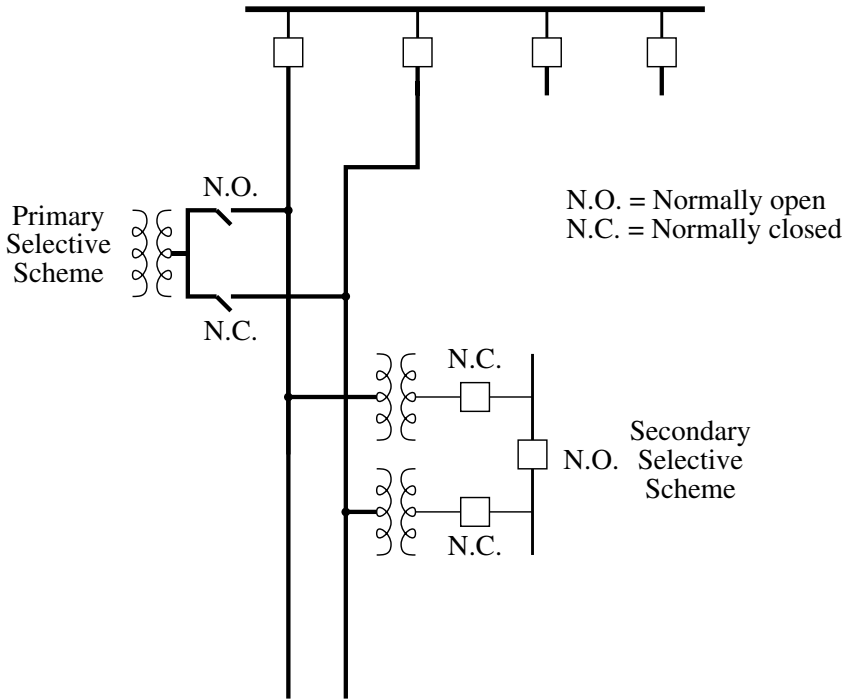 N.O.
Primary
Selective
Scheme
N.C.
N.O. = Normally open
N.C. = Normally closed
N.C.
N.O.
Secondary
Selective
Scheme
N.C.